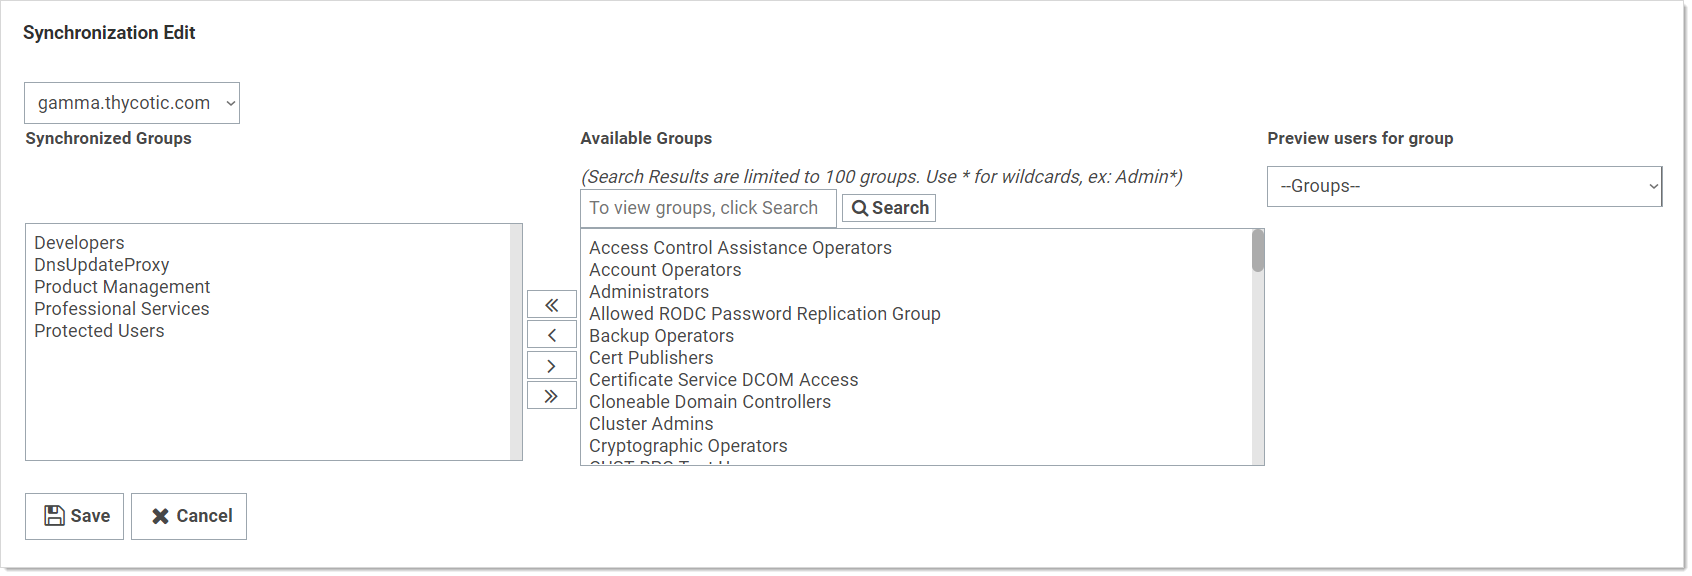 Synchronization Edit
gamma.thycotic.com
Synchronized Groups
Available Groups
Preview users for group
(Search Results are limited to 100 groups. Use * for wildcards, ex: Admin*)
--Groups--
To view groups, click Search
Search
Developers
DnsUpdateProxy
Product Management
Professional Services
Protected Users
Access Control Assistance Operators
Account Operators
Administrators
Allowed RODC Password Replication Group
Backup Operators
Cert Publishers
Certificate Service DCOM Access
Cloneable Domain Controllers
Cluster Admins
Cryptographic Operators
Save
Cancel